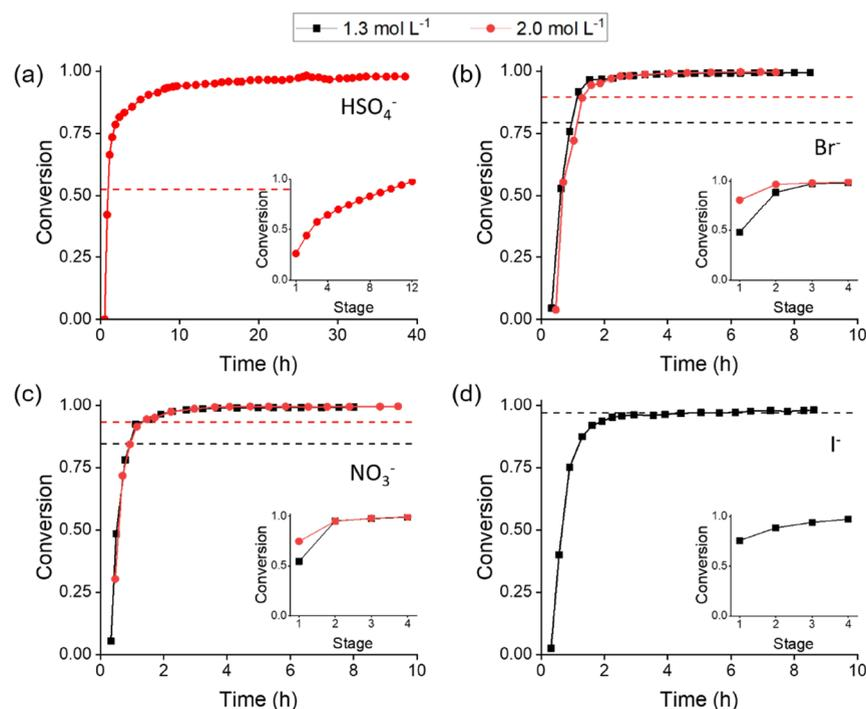 1.3 mol L⁻¹ 2.0 mol L⁻¹
(a)
1.00
0.75
0.50
0.25
0.00
Conversion
HSO₄⁻
1.0
0.5
0.0
Conversion
1 4 8 12
Stage
0 10 20 30 40
Time (h)
(b)
1.00
0.75
0.50
0.25
0.00
Conversion
Br⁻
1.0
0.5
0.0
Conversion
1 2 3 4
Stage
0 2 4 6 8 10
Time (h)
(c)
1.00
0.75
0.50
0.25
0.00
Conversion
NO₃⁻
1.0
0.5
0.0
Conversion
1 2 3 4
Stage
0 2 4 6 8 10
Time (h)
(d)
1.00
0.75
0.50
0.25
0.00
Conversion
I⁻
1.0
0.5
0.0
Conversion
1 2 3 4
Stage
0 2 4 6 8 10
Time (h)